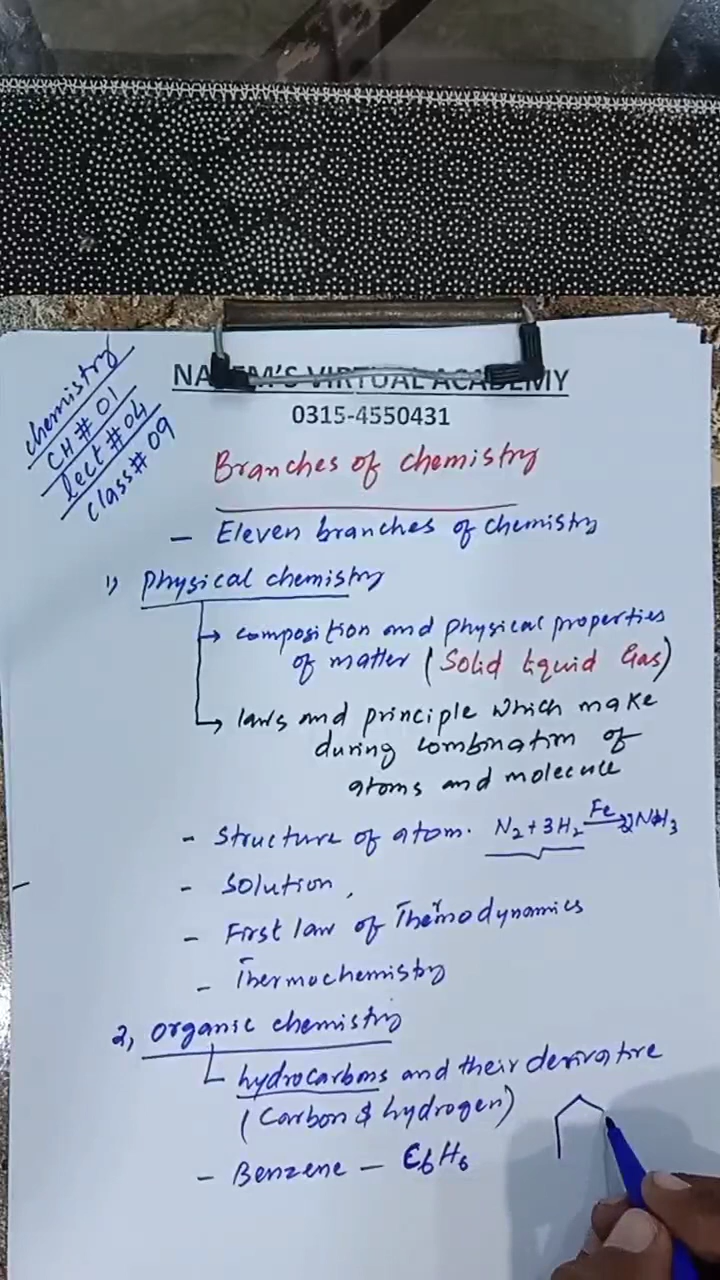 chemistry
CH # 01
Lect # 04
class # 09
NAEEM'S VIRTUAL ACADEMY
0315-4550431
Branches of chemistry
- Eleven branches of chemistry
1) Physical chemistry
→ composition and physical properties
of matter (Solid liquid Gas)
→ laws and principle which make
during combination of
atoms and molecule
- Structure of atom. N₂ + 3H₂ Fe→ 2NH₃
- Solution,
- First law of Thermodynamics
- Thermochemistry
2, organic chemistry
hydrocarbons and their derivative
(Carbon & hydrogen)
- Benzene - C6H6